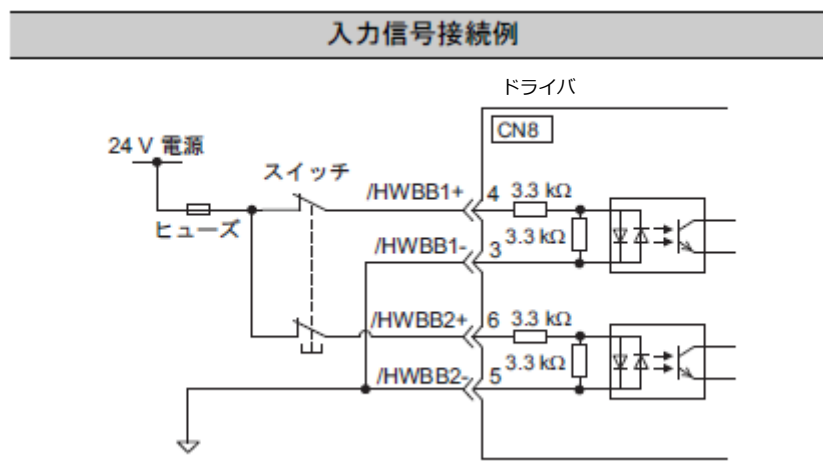 入力信号接続例
ドライバ
CN8
24 V 電源
スイッチ
ヒューズ
/HWBB1+ 4 3.3 kΩ
/HWBB1- 3 3.3 kΩ
/HWBB2+ 6 3.3 kΩ
/HWBB2- 5 3.3 kΩ